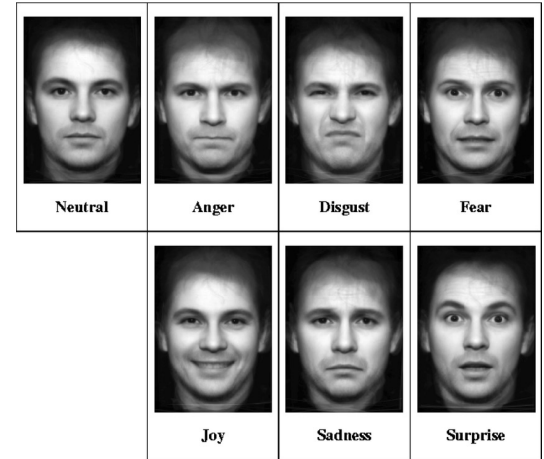 Neutral
Anger
Disgust
Fear
Joy
Sadness
Surprise